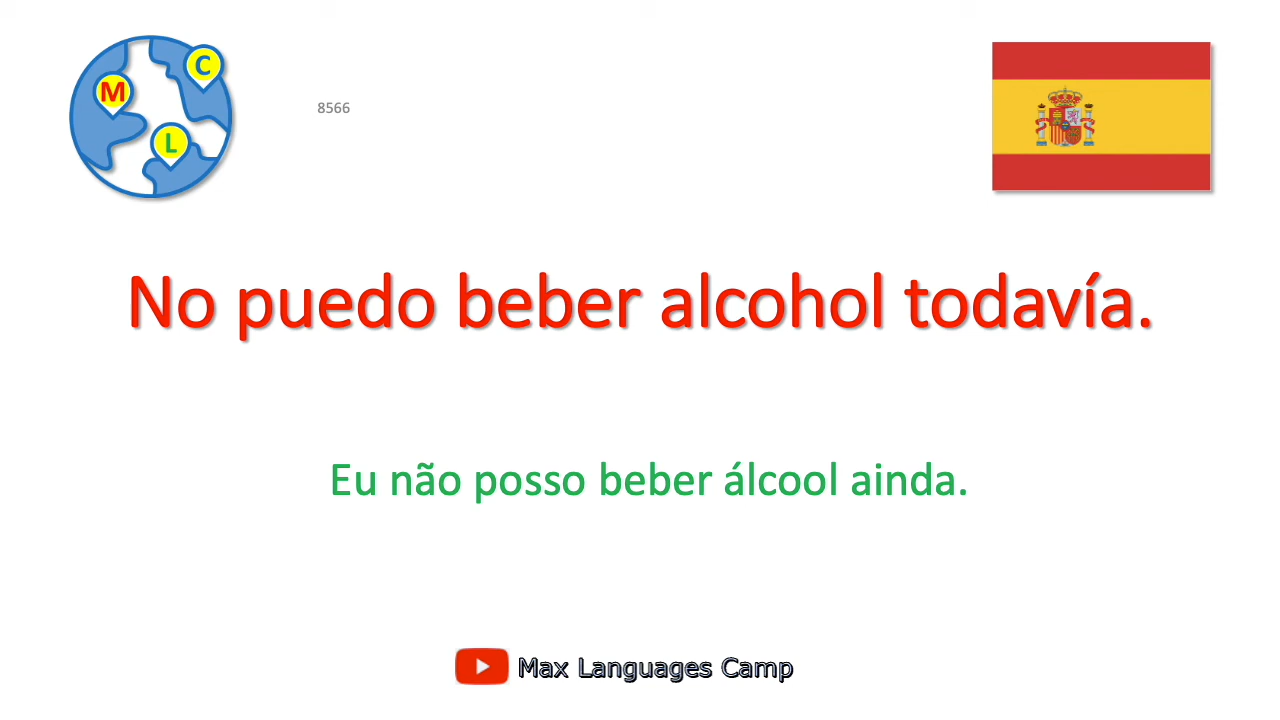 M
C
L
8566
No puedo beber alcohol todavía.
Eu não posso beber álcool ainda.
Max Languages Camp